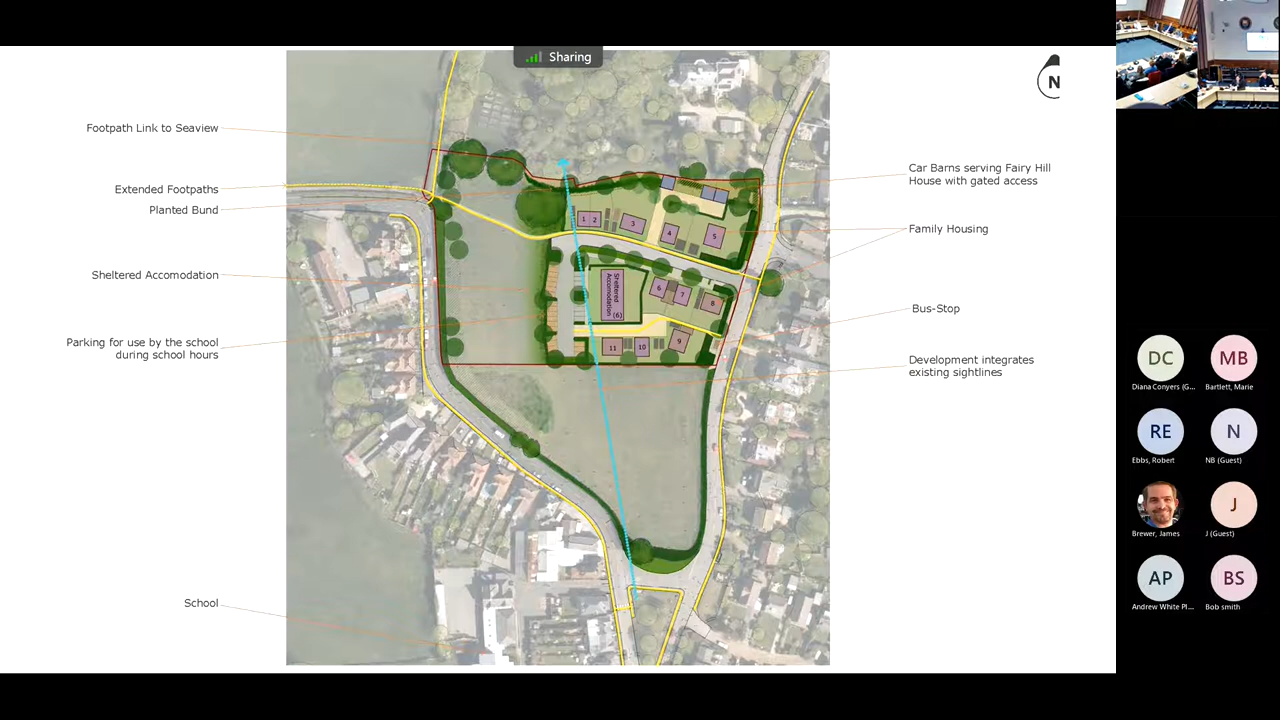 Sharing
N
Footpath Link to Seaview
Extended Footpaths
Planted Bund
Sheltered Accomodation
Parking for use by the school
during school hours
School
Car Barns serving Fairy Hill
House with gated access
Family Housing
Bus-Stop
Development integrates
existing sightlines
1 2
3
4
5
Sheltered
Accomodation
(6)
6
7
8
9
11
10
DC
Diana Conyers (G...
MB
Bartlett, Marie
RE
Ebbs, Robert
N
NB (Guest)
Brewer, James
J
J (Guest)
AP
Andrew White Pl...
BS
Bob smith